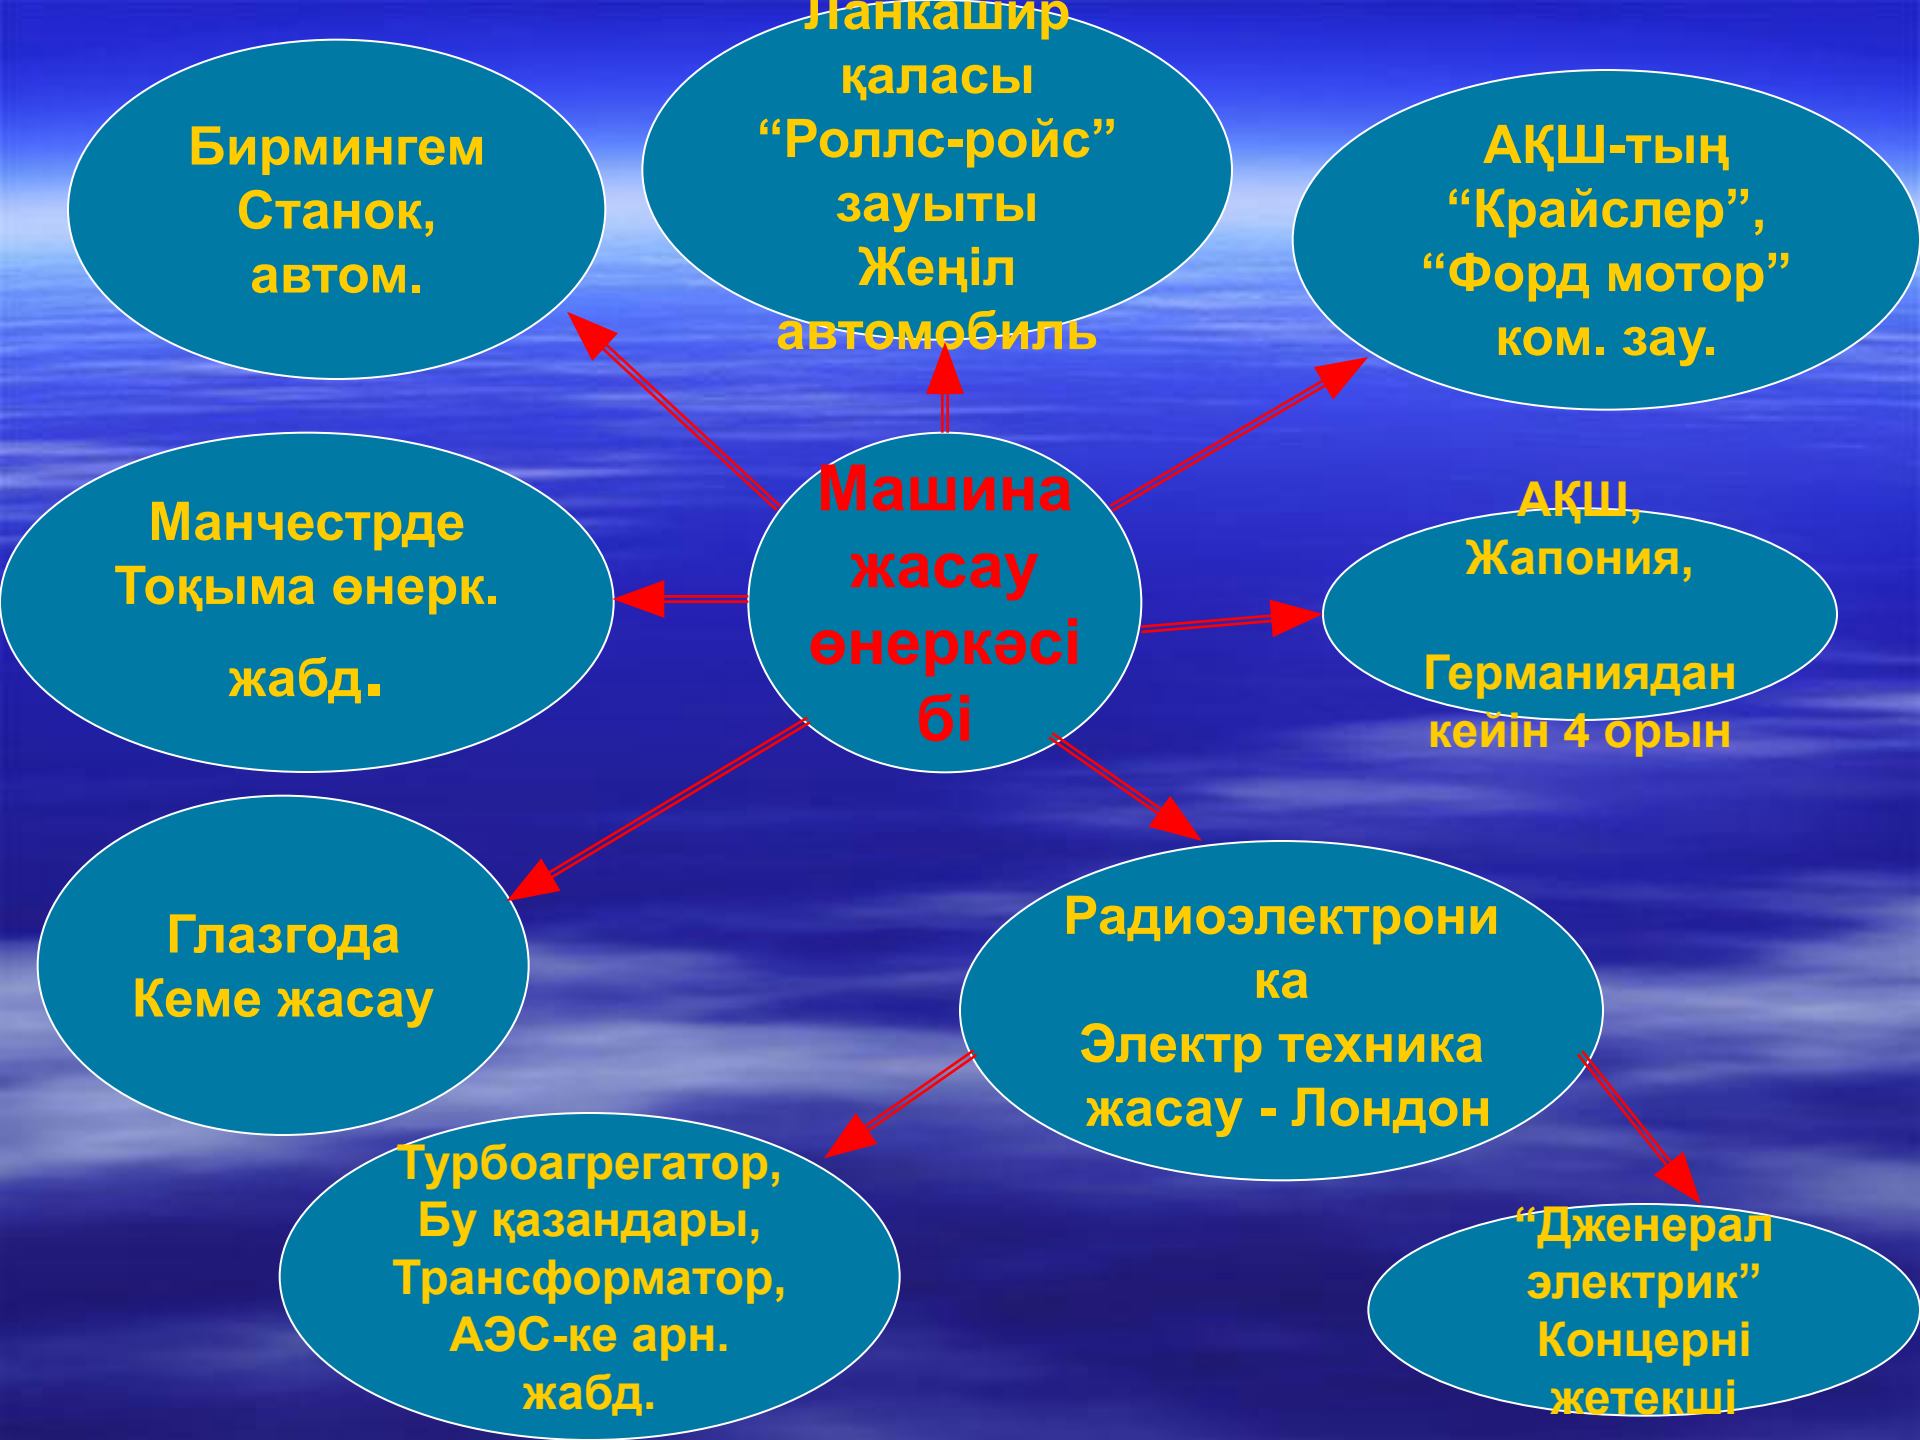 Ланкашир
қаласы
“Роллс-ройс”
зауыты
Жеңіл
автомобиль
Бирмингем
Станок,
автом.
АҚШ-тың
“Крайслер”,
“Форд мотор”
ком. зау.
Манчестрде
Тоқыма өнерк.
жабд.
Машина
жасау
өнеркәсі
бі
АҚШ,
Жапония,
Германиядан
кейін 4 орын
Глазгода
Кеме жасау
Радиоэлектрони
ка
Электр техника
жасау - Лондон
Турбоагрегатор,
Бу қазандары,
Трансформатор,
АЭС-ке арн.
жабд.
“Дженерал
электрик”
Концерні
жетекші